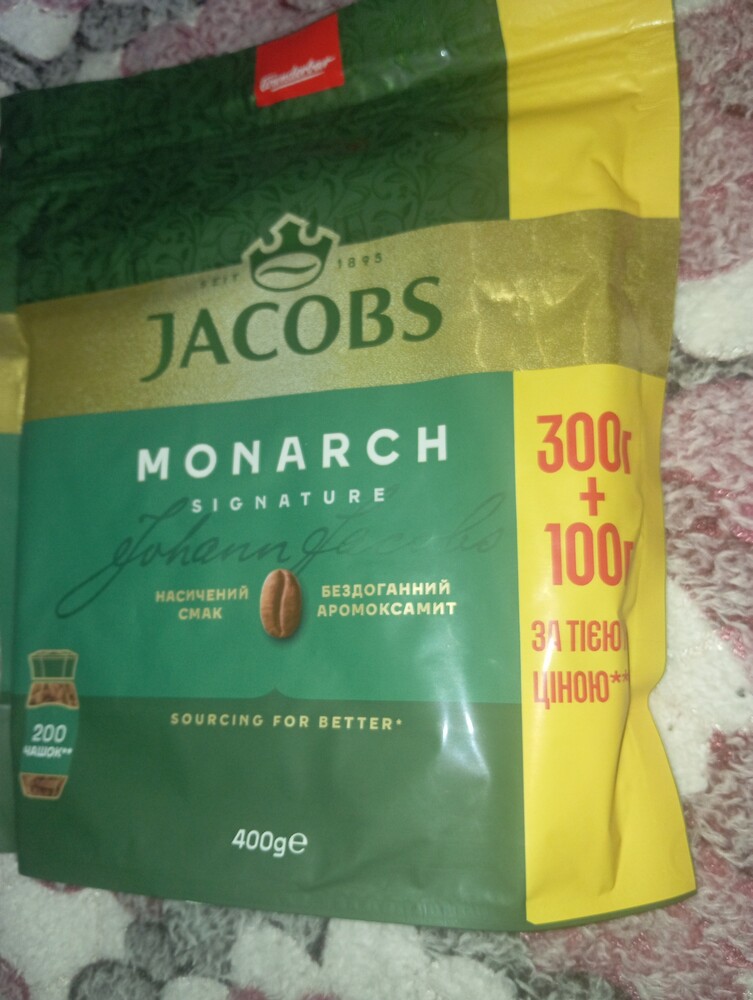 SEIT 1895
JACOBS
MONARCH
SIGNATURE
Johann Jacobs
НАСИЧЕНИЙ
СМАК
БЕЗДОГАННИЙ
АРОМОКСАМИТ
200
ЧАШОК**
SOURCING FOR BETTER*
400g℮
300г
+
100г
ЗА ТІЄЮ
ЦІНОЮ**